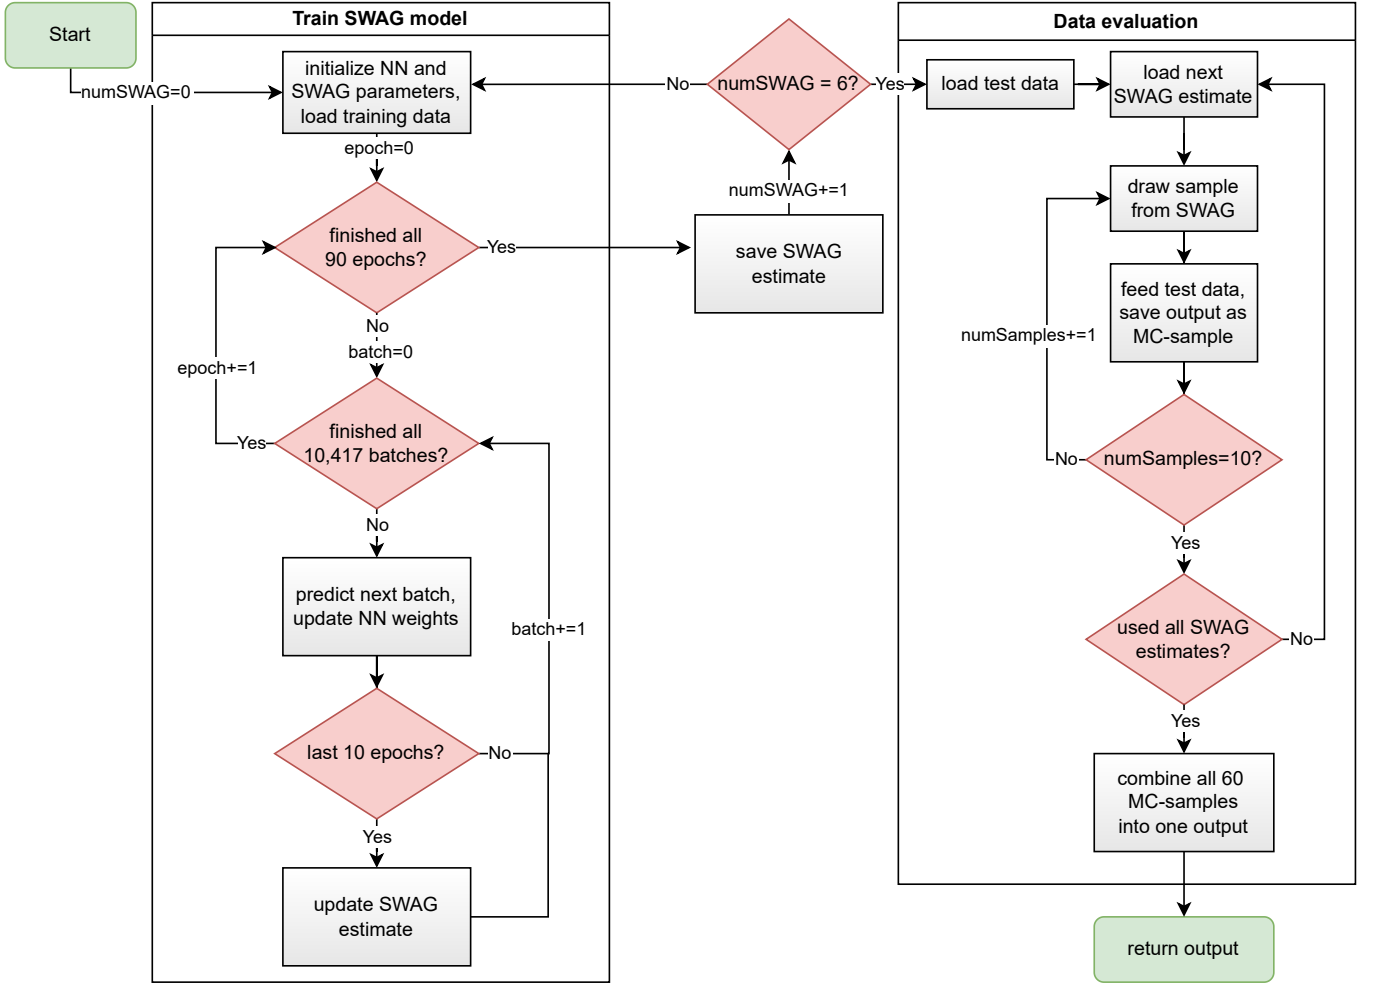 Start
numSWAG=0
Train SWAG model
initialize NN and
SWAG parameters,
load training data
epoch=0
finished all
90 epochs?
Yes
No
batch=0
epoch+=1
finished all
10,417 batches?
Yes
No
predict next batch,
update NN weights
batch+=1
last 10 epochs?
No
Yes
update SWAG
estimate
save SWAG
estimate
numSWAG+=1
numSWAG = 6?
No
Yes
Data evaluation
load test data
load next
SWAG estimate
draw sample
from SWAG
feed test data,
save output as
MC-sample
numSamples+=1
numSamples=10?
No
Yes
used all SWAG
estimates?
No
Yes
combine all 60
MC-samples
into one output
return output